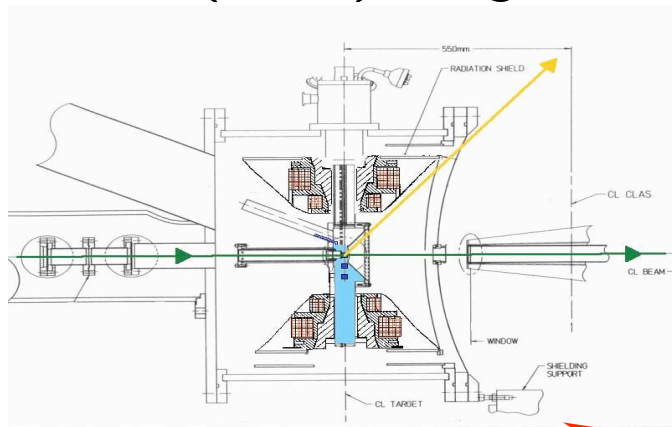 550mm
RADIATION SHIELD
CL CLAS
CL BEAM
WINDOW
SHIELDING
SUPPORT
CL TARGET